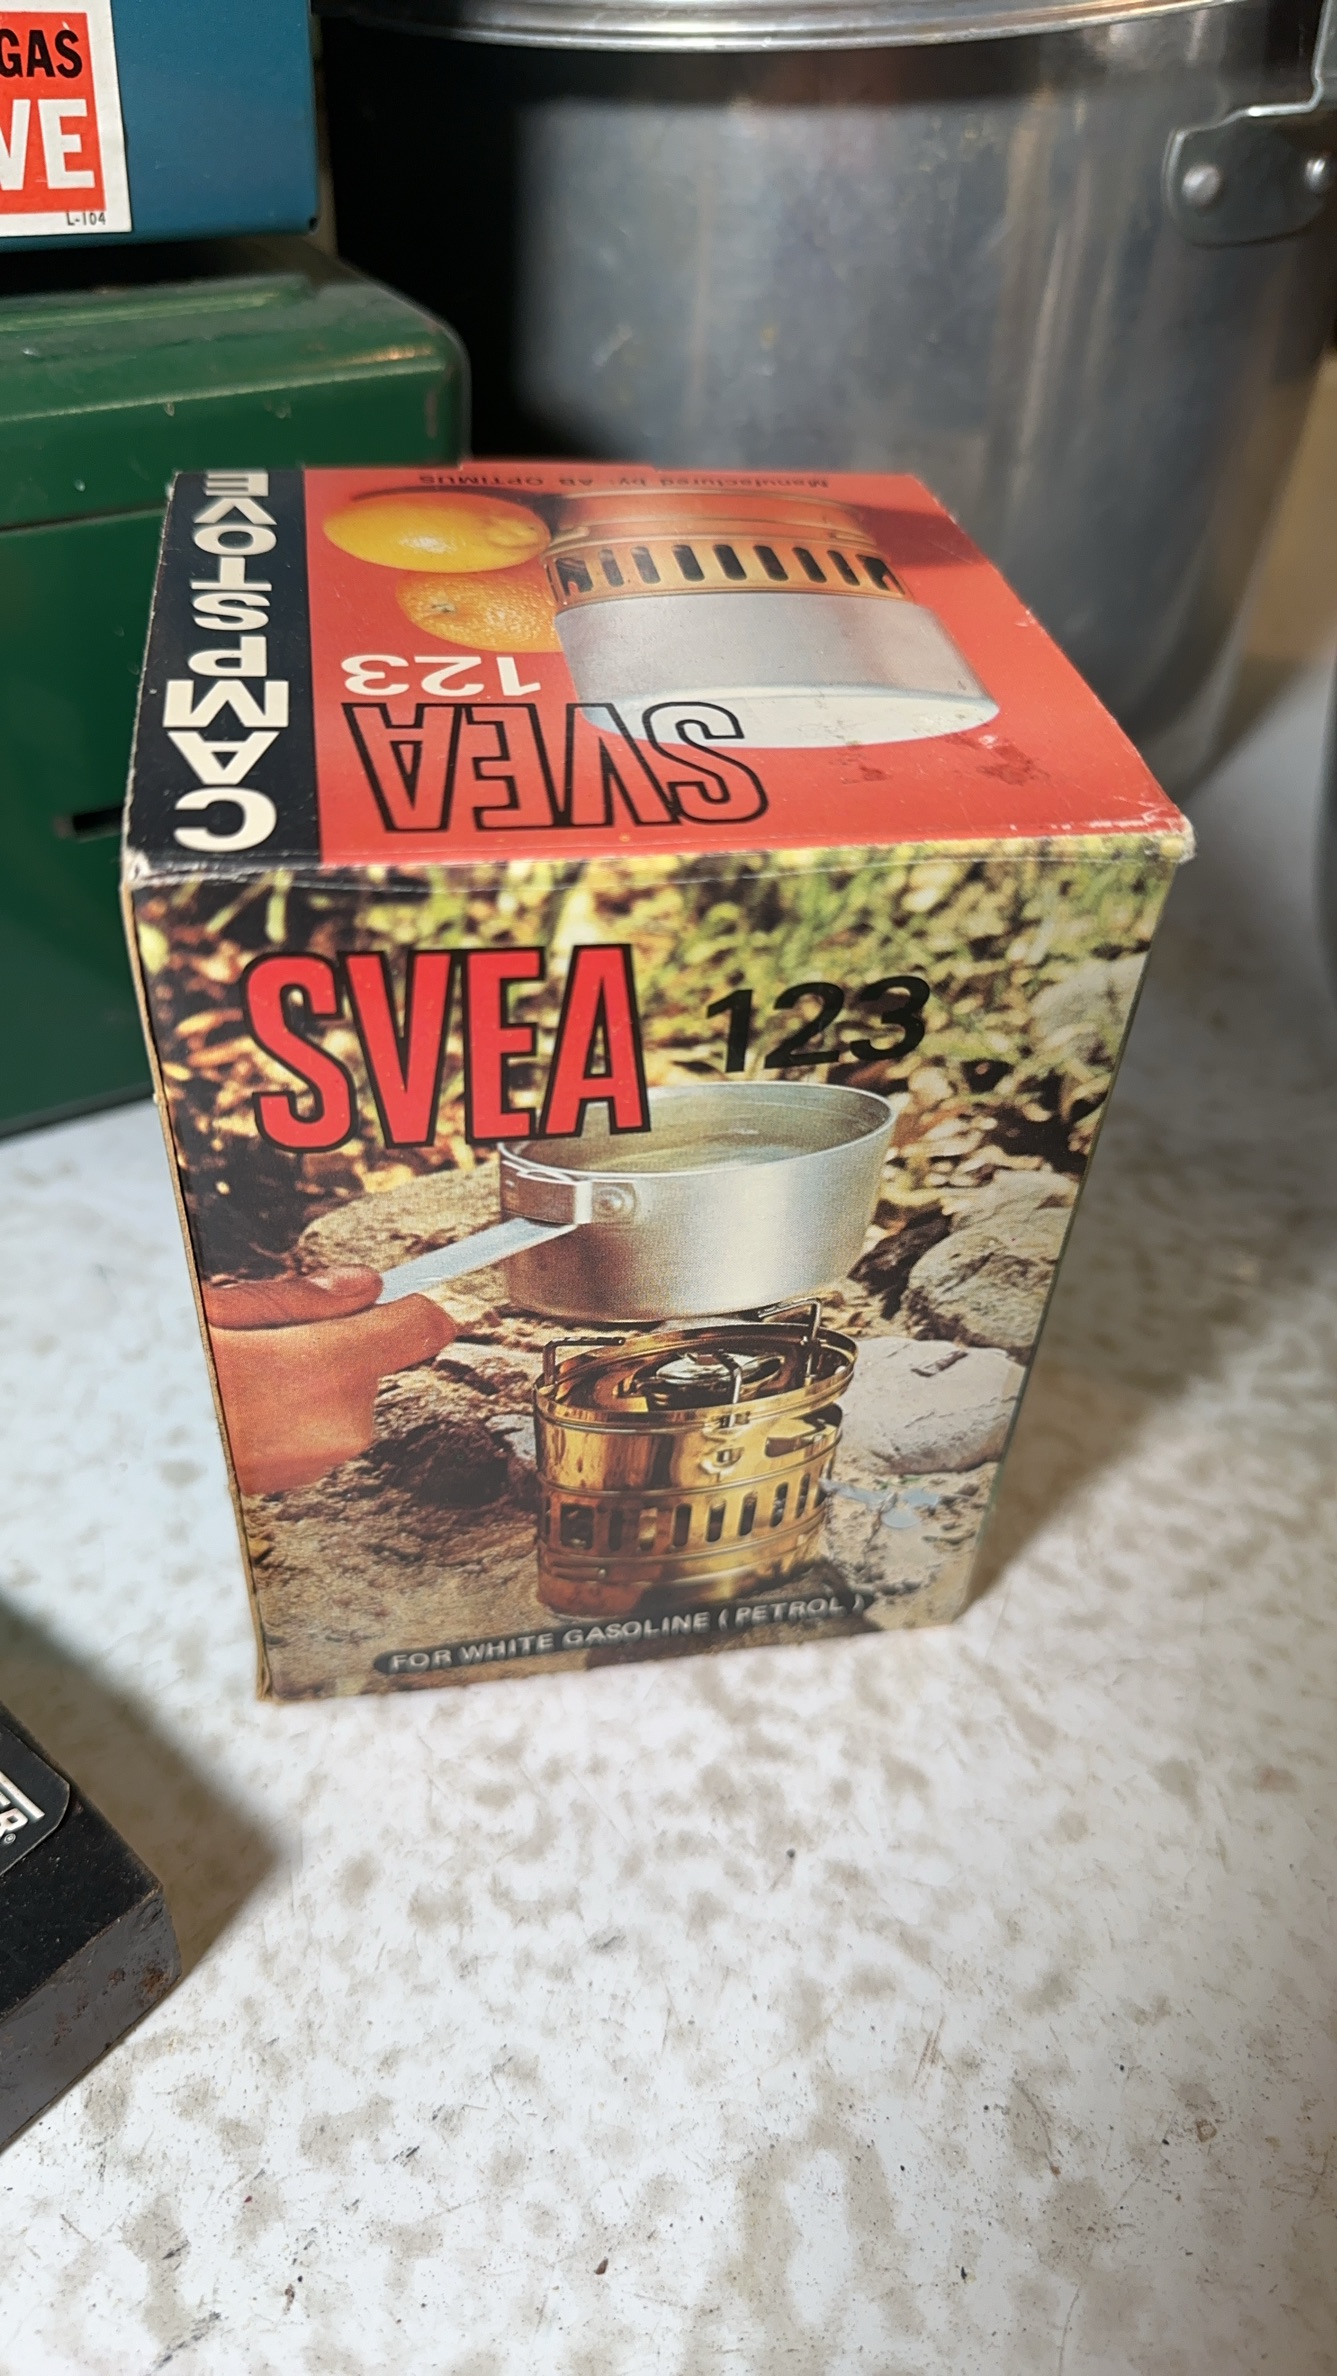 GAS
VE
L-104
Manufactured by: AB OPTIMUS
CAMPSTOVE
123
SVEA
SVEA 123
FOR WHITE GASOLINE (PETROL)